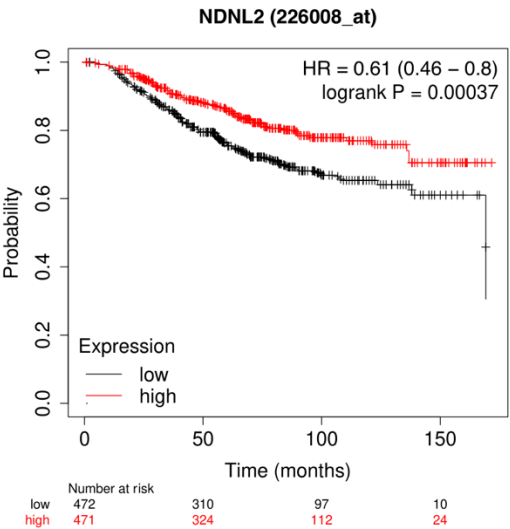 NDNL2 (226008_at)
HR = 0.61 (0.46 − 0.8)
logrank P = 0.00037
Probability
1.0
0.8
0.6
0.4
0.2
0.0
Expression
low
high
0 50 100 150
Time (months)
Number at risk
low 472 310 97 10
high 471 324 112 24